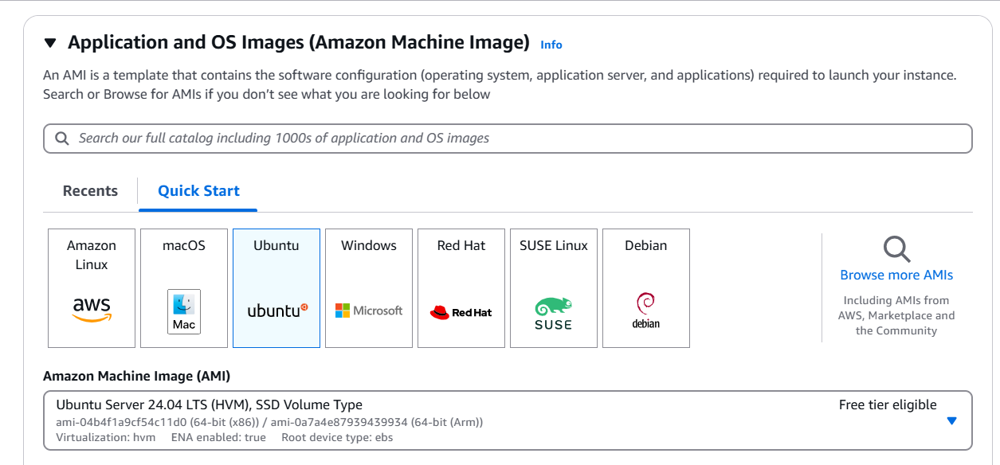 Application and OS Images (Amazon Machine Image) Info
An AMI is a template that contains the software configuration (operating system, application server, and applications) required to launch your instance.
Search or Browse for AMIs if you don’t see what you are looking for below
Search our full catalog including 1000s of application and OS images
Recents
Quick Start
Amazon
Linux
aws
macOS
Mac
Ubuntu
ubuntu
Windows
Microsoft
Red Hat
Red Hat
SUSE Linux
SUSE
Debian
debian
Browse more AMIs
Including AMIs from
AWS, Marketplace and
the Community
Amazon Machine Image (AMI)
Ubuntu Server 24.04 LTS (HVM), SSD Volume Type
Free tier eligible
ami-04b4f1a9cf54c11d0 (64-bit (x86)) / ami-0a7a4e87939439934 (64-bit (Arm))
Virtualization: hvm ENA enabled: true Root device type: ebs